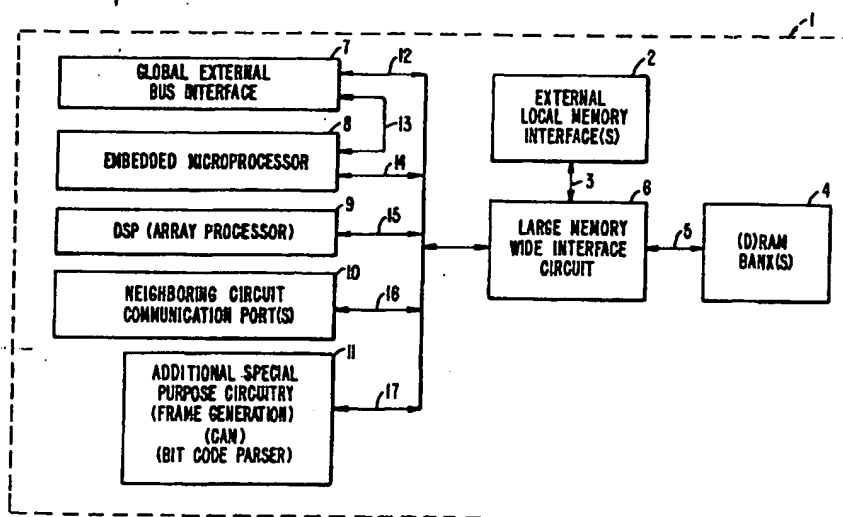 1
7
GLOBAL EXTERNAL
BUS INTERFACE
12
13
8
EMBEDDED MICROPROCESSOR
14
9
DSP (ARRAY PROCESSOR)
15
10
NEIGHBORING CIRCUIT
COMMUNICATION PORT(S)
16
11
ADDITIONAL SPECIAL
PURPOSE CIRCUITRY
(FRAME GENERATION)
(CAM)
(BIT CODE PARSER)
17
2
EXTERNAL
LOCAL MEMORY
INTERFACE(S)
3
6
LARGE MEMORY
WIDE INTERFACE
CIRCUIT
5
4
(D)RAM
BANK(S)